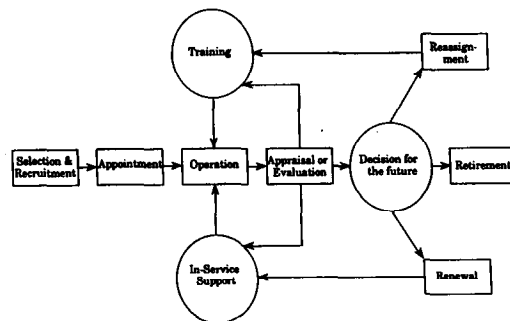 Training
Reassign-
ment
Selection &
Recruitment
Appointment
Operation
Appraisal or
Evaluation
Decision for
the future
Retirement
In-Service
Support
Renewal